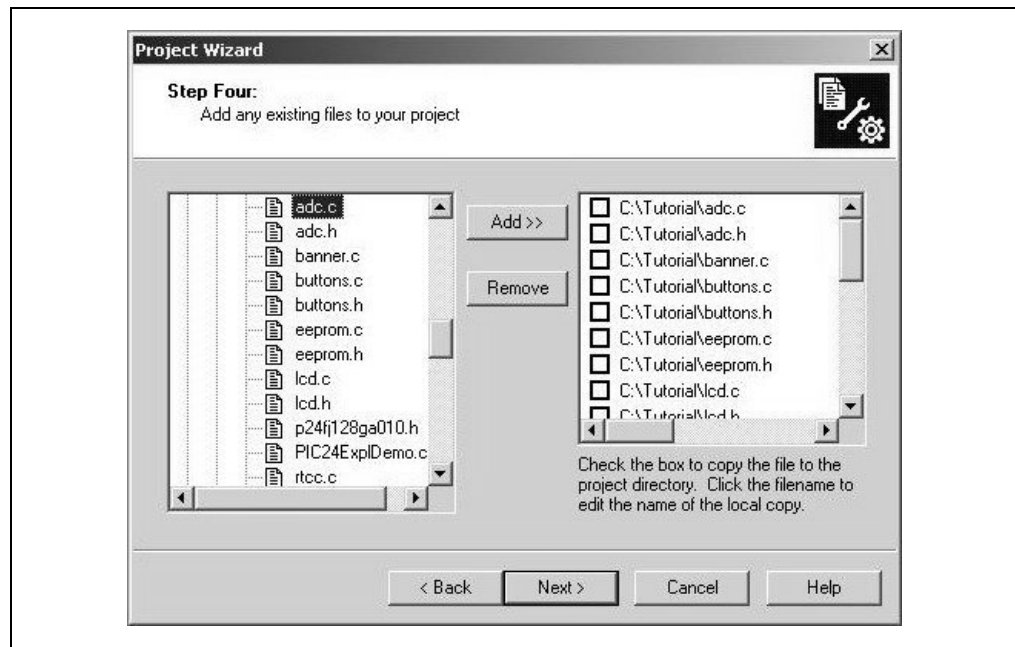 Project Wizard
Step Four:
Add any existing files to your project
adc.c
adc.h
banner.c
buttons.c
buttons.h
eeprom.c
eeprom.h
lcd.c
lcd.h
p24fj128ga010.h
PIC24ExplDemo.c
rtcc.c
Add >>
Remove
C:\Tutorial\adc.c
C:\Tutorial\adc.h
C:\Tutorial\banner.c
C:\Tutorial\buttons.c
C:\Tutorial\buttons.h
C:\Tutorial\eeprom.c
C:\Tutorial\eeprom.h
C:\Tutorial\lcd.c
C:\Tutorial\lcd.h
Check the box to copy the file to the
project directory. Click the filename to
edit the name of the local copy.
< Back
Next >
Cancel
Help